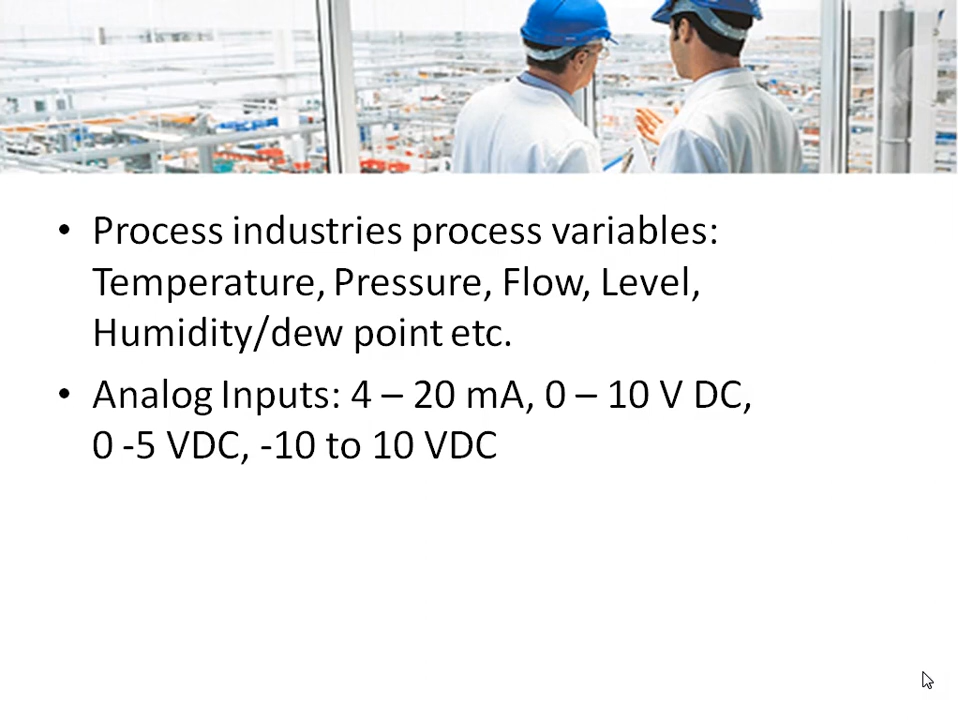 • Process industries process variables:
Temperature, Pressure, Flow, Level,
Humidity/dew point etc.
• Analog Inputs: 4 – 20 mA, 0 – 10 V DC,
0 -5 VDC, -10 to 10 VDC